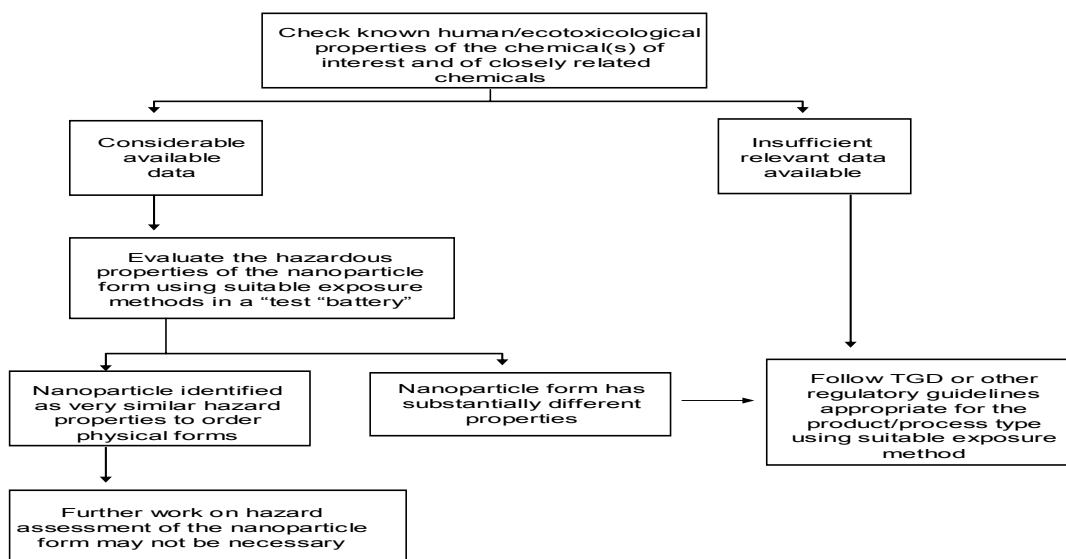 Check known human/ecotoxicological
properties of the chemical(s) of
interest and of closely related
chemicals
Considerable
available
data
Insufficient
relevant data
available
Evaluate the hazardous
properties of the nanoparticle
form using suitable exposure
methods in a “test “battery”
Nanoparticle identified
as very similar hazard
properties to order
physical forms
Nanoparticle form has
substantially different
properties
Follow TGD or other
regulatory guidelines
appropriate for the
product/process type
using suitable exposure
method
Further work on hazard
assessment of the nanoparticle
form may not be necessary